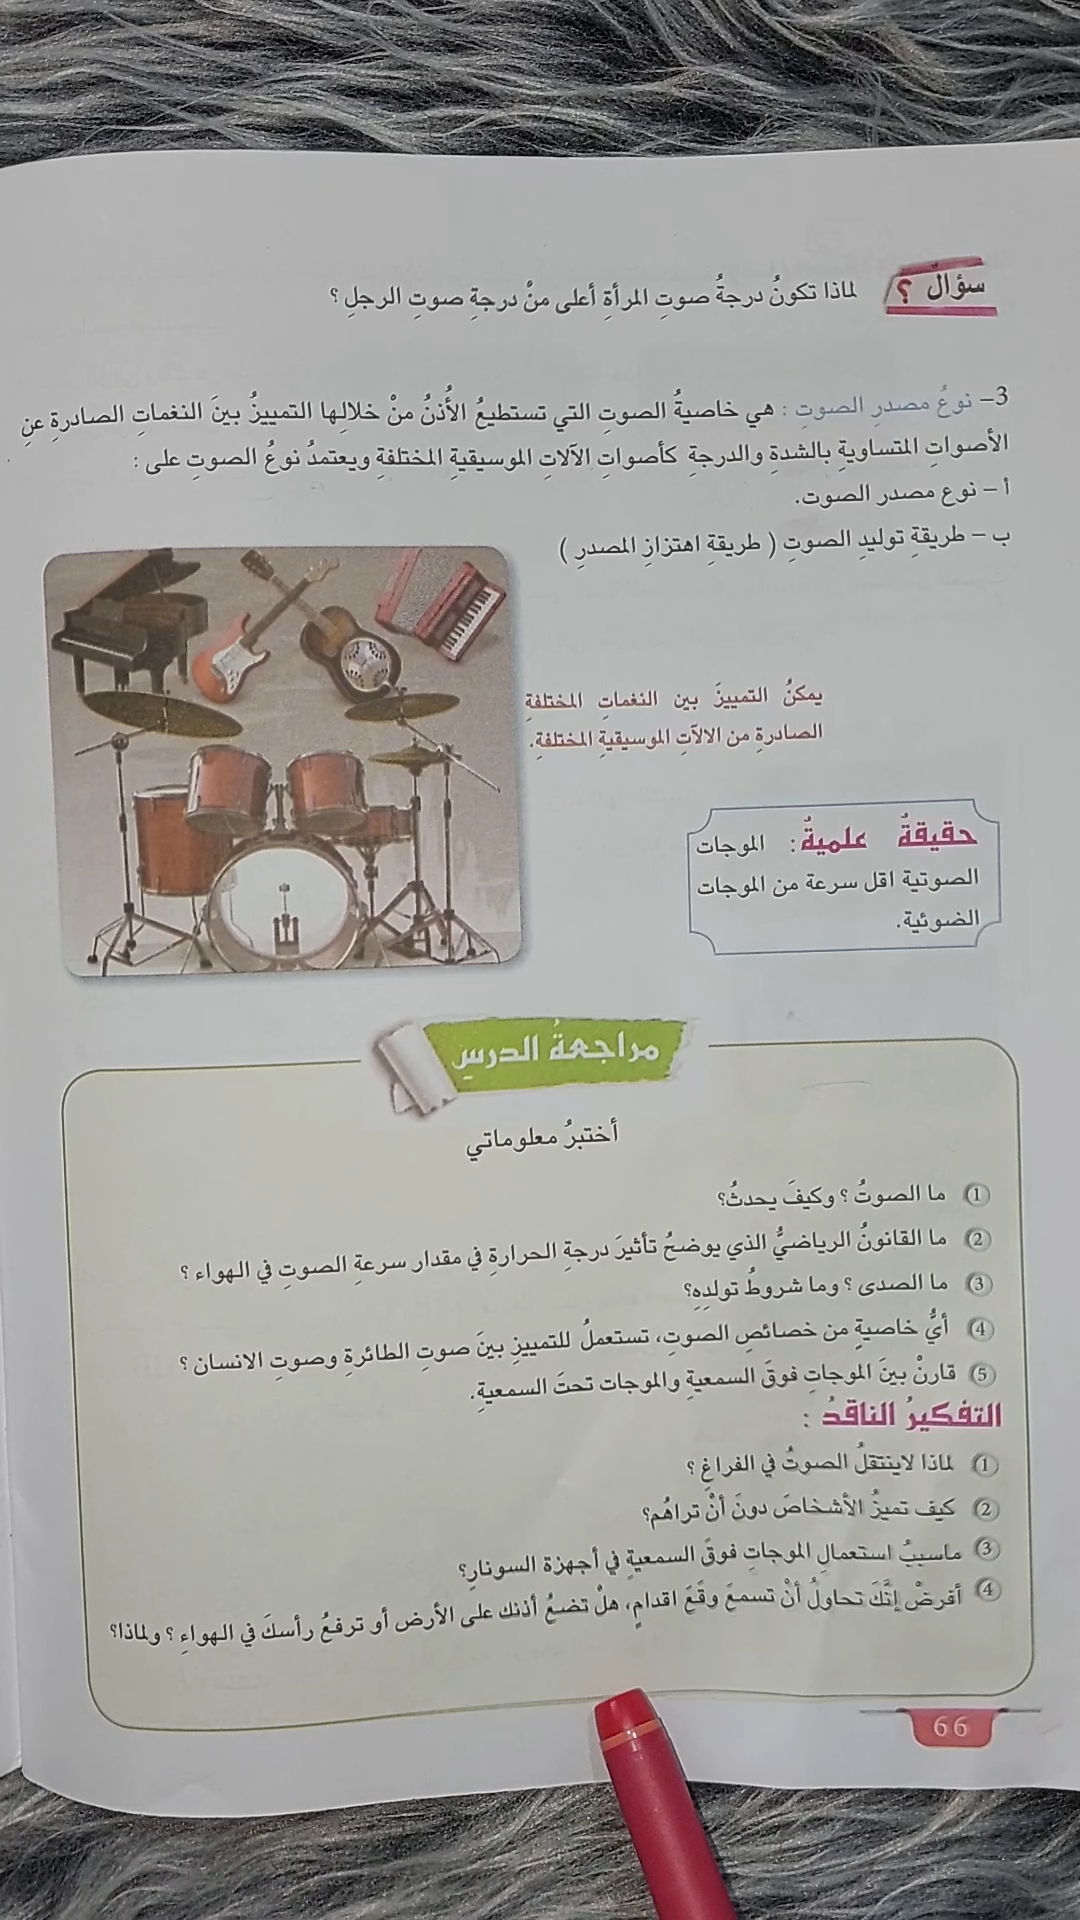 سؤال ؟ لماذا تكونُ درجةُ صوتِ المرأةِ أعلى منْ درجةِ صوتِ الرجلِ ؟
3- نوعُ مصدرِ الصوتِ : هي خاصيةُ الصوتِ التي تستطيعُ الأُذنُ منْ خلالِها التمييزُ بينَ النغماتِ الصادرةِ عنِ
الأصواتِ المتساويةِ بالشدةِ والدرجةِ كأصواتِ الآلاتِ الموسيقيةِ المختلفةِ ويعتمدُ نوعُ الصوتِ على :
أ - نوع مصدر الصوت.
ب - طريقةِ توليدِ الصوتِ ( طريقةِ اهتزازِ المصدرِ )
يمكنُ التمييزَ بين النغماتِ المختلفةِ
الصادرةِ من الالآتِ الموسيقيةِ المختلفةِ.
حقيقةُ علميةُ: الموجات
الصوتية اقل سرعة من الموجات
الضوئية.
مراجعةُ الدرسِ
أختبرُ معلوماتي
1 ما الصوتُ ؟ وكيفَ يحدثُ؟
2 ما القانونُ الرياضيُّ الذي يوضحُ تأثيرَ درجةِ الحرارةِ في مقدار سرعةِ الصوتِ في الهواء ؟
3 ما الصدى ؟ وما شروطُ تولدِهِ؟
4 أيُّ خاصيةٍ من خصائصِ الصوتِ، تستعملُ للتمييزِ بينَ صوتِ الطائرةِ وصوتِ الانسان ؟
5 قارنْ بينَ الموجاتِ فوقَ السمعيةِ والموجات تحتَ السمعيةِ.
التفكيرُ الناقدُ :
1 لماذا لاينتقلُ الصوتُ في الفراغِ ؟
2 كيف تميزُ الأشخاصَ دونَ أنْ تراهُم؟
3 ماسببُ استعمالِ الموجاتِ فوقَ السمعيةِ في أجهزة السونارِ؟
4 أفرضْ إنَّكَ تحاولُ أنْ تسمعَ وقَعَ اقدامٍ، هلْ تضعُ أذنك على الأرض أو ترفعُ رأسكَ في الهواءِ ؟ ولماذا؟
66